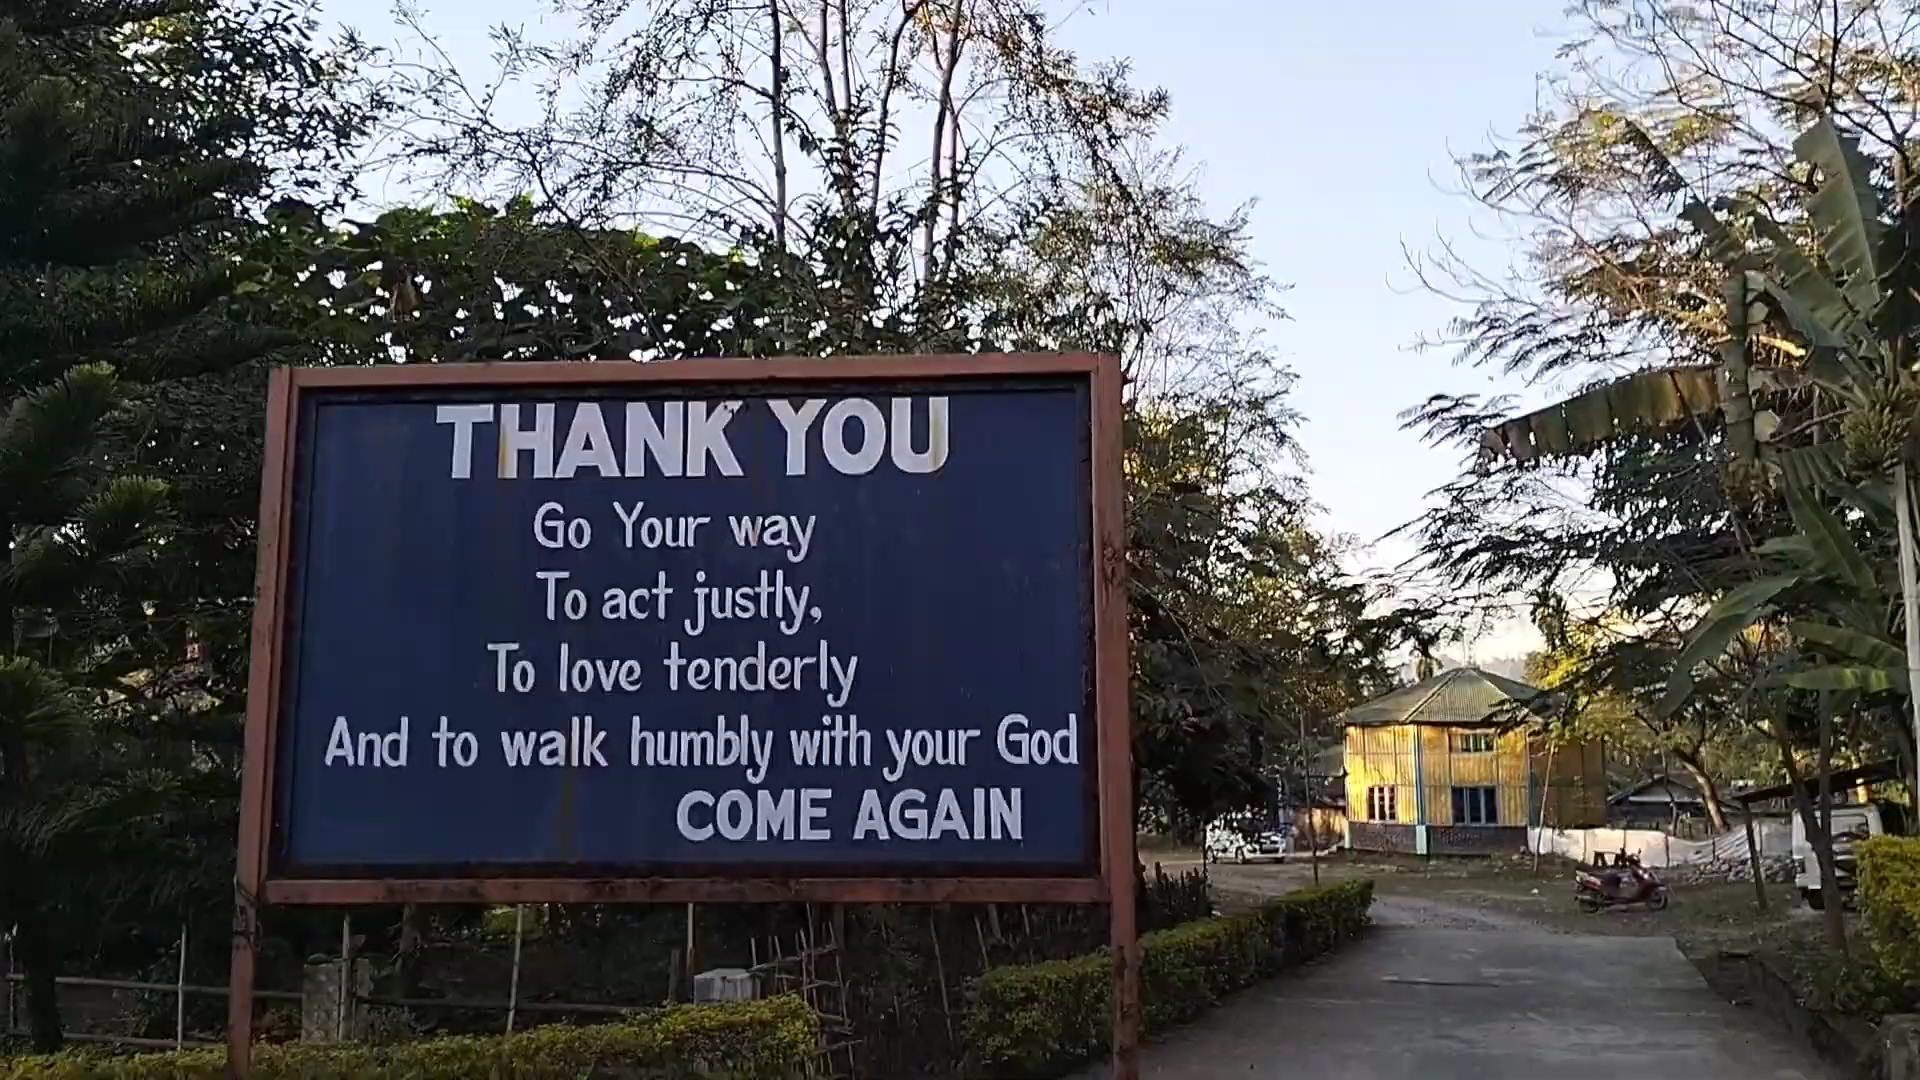 THANK YOU
Go Your way
To act justly,
To love tenderly
And to walk humbly with your God
COME AGAIN